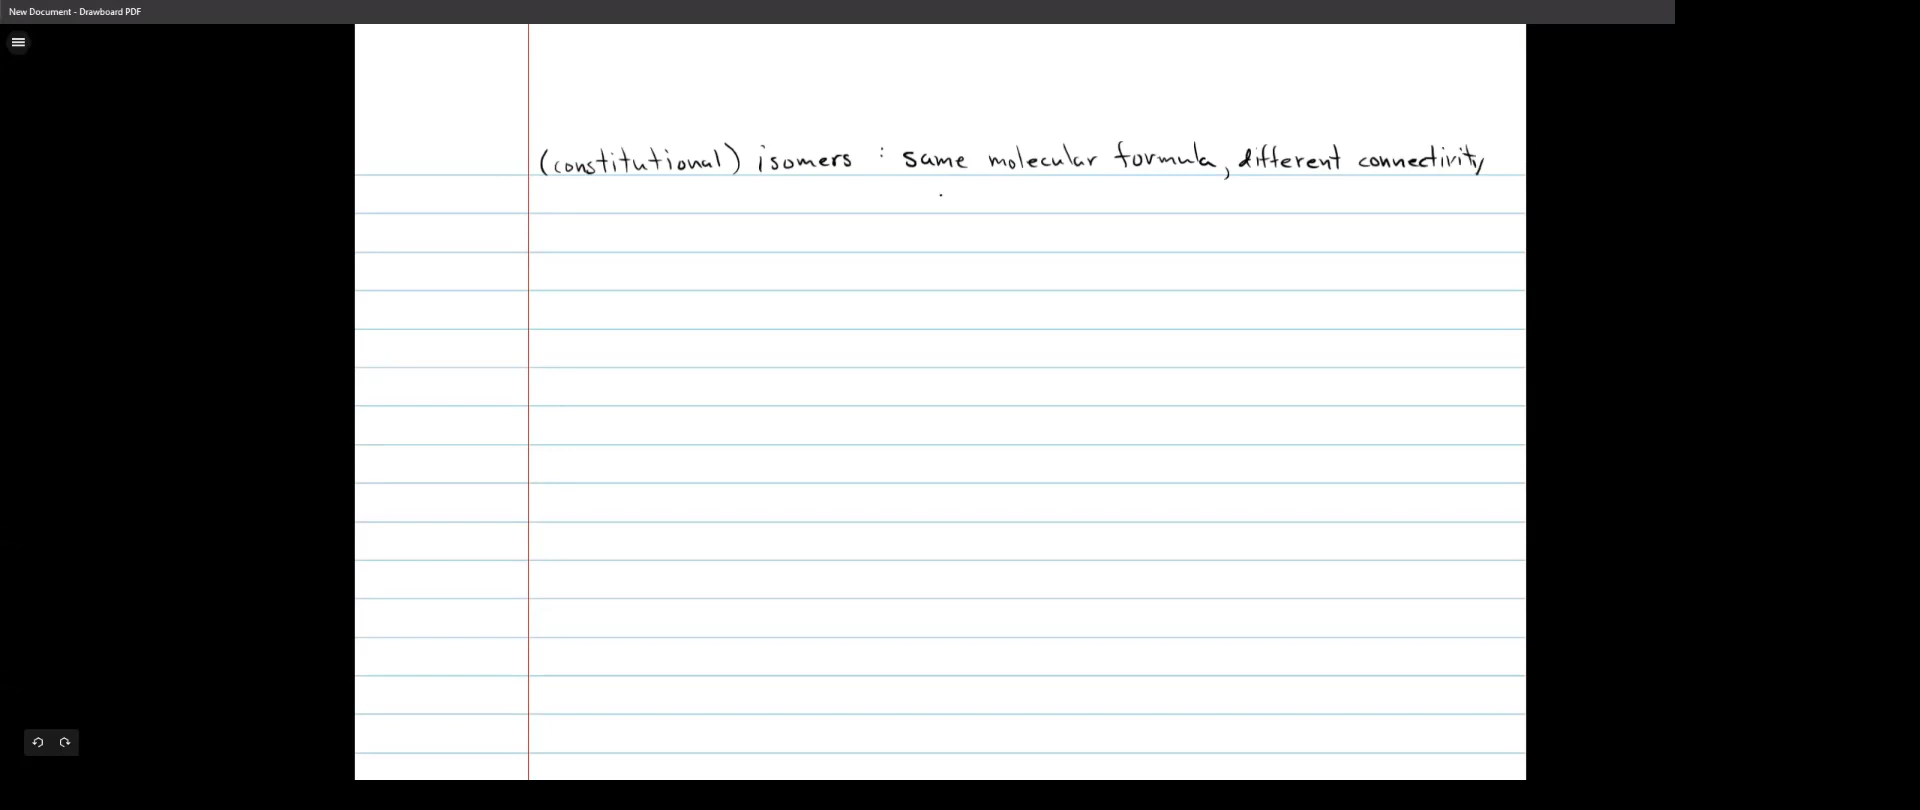 New Document - Drawboard PDF
(constitutional) isomers : same molecular formula, different connectivity